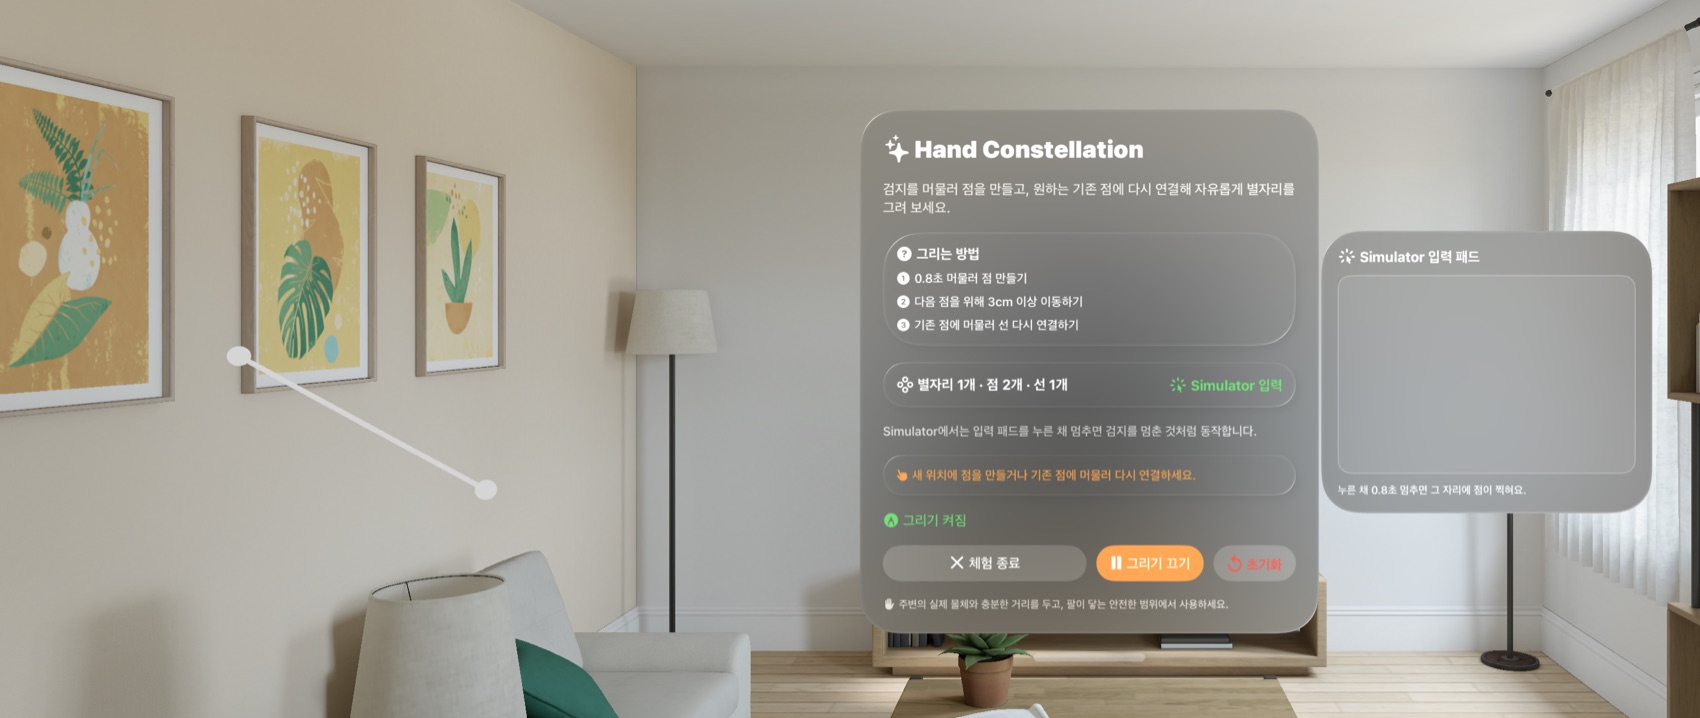 Hand Constellation
검지를 머물러 점을 만들고, 원하는 기존 점에 다시 연결해 자유롭게 별자리를
그려 보세요.
? 그리는 방법
1 0.8초 머물러 점 만들기
2 다음 점을 위해 3cm 이상 이동하기
3 기존 점에 머물러 선 다시 연결하기
별자리 1개 · 점 2개 · 선 1개
Simulator 입력
Simulator에서는 입력 패드를 누른 채 멈추면 검지를 멈춘 것처럼 동작합니다.
새 위치에 점을 만들거나 기존 점에 머물러 다시 연결하세요.
그리기 켜짐
체험 종료
그리기 끄기
초기화
주변의 실제 물체와 충분한 거리를 두고, 팔이 닿는 안전한 범위에서 사용하세요.
Simulator 입력 패드
누른 채 0.8초 멈추면 그 자리에 점이 찍혀요.